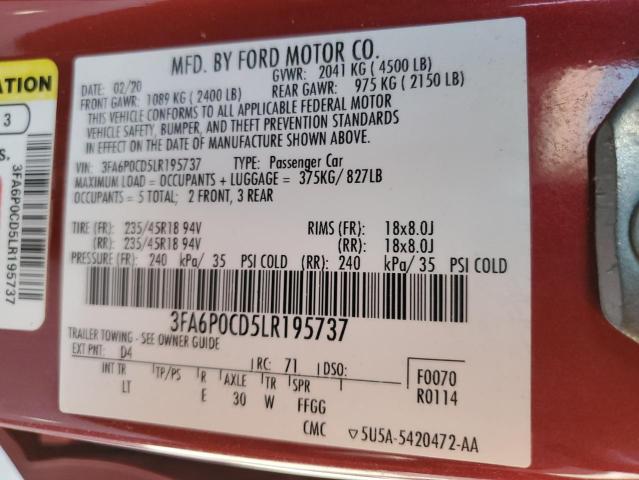 MFD. BY FORD MOTOR CO.
DATE: 02/20 GVWR: 2041 KG ( 4500 LB)
FRONT GAWR: 1089 KG ( 2400 LB) REAR GAWR: 975 KG ( 2150 LB)
THIS VEHICLE CONFORMS TO ALL APPLICABLE FEDERAL MOTOR
VEHICLE SAFETY, BUMPER, AND THEFT PREVENTION STANDARDS
IN EFFECT ON THE DATE OF MANUFACTURE SHOWN ABOVE.
VIN: 3FA6P0CD5LR195737 TYPE: Passenger Car
MAXIMUM LOAD = OCCUPANTS + LUGGAGE = 375KG/ 827LB
OCCUPANTS = 5 TOTAL; 2 FRONT, 3 REAR
TIRE (FR): 235/45R18 94V RIMS (FR): 18x8.0J
(RR): 235/45R18 94V (RR): 18x8.0J
PRESSURE (FR): 240 kPa/ 35 PSI COLD (RR): 240 kPa/ 35 PSI COLD
3FA6P0CD5LR195737
TRAILER TOWING - SEE OWNER GUIDE
EXT PNT: D4 RC: 71 DSO: F0070
INT TR TP/PS R AXLE TR SPR R0114
LT E 30 W FFGG
CMC ▽5U5A-5420472-AA
ATION
3
S.
3FA6P0CD5LR195737